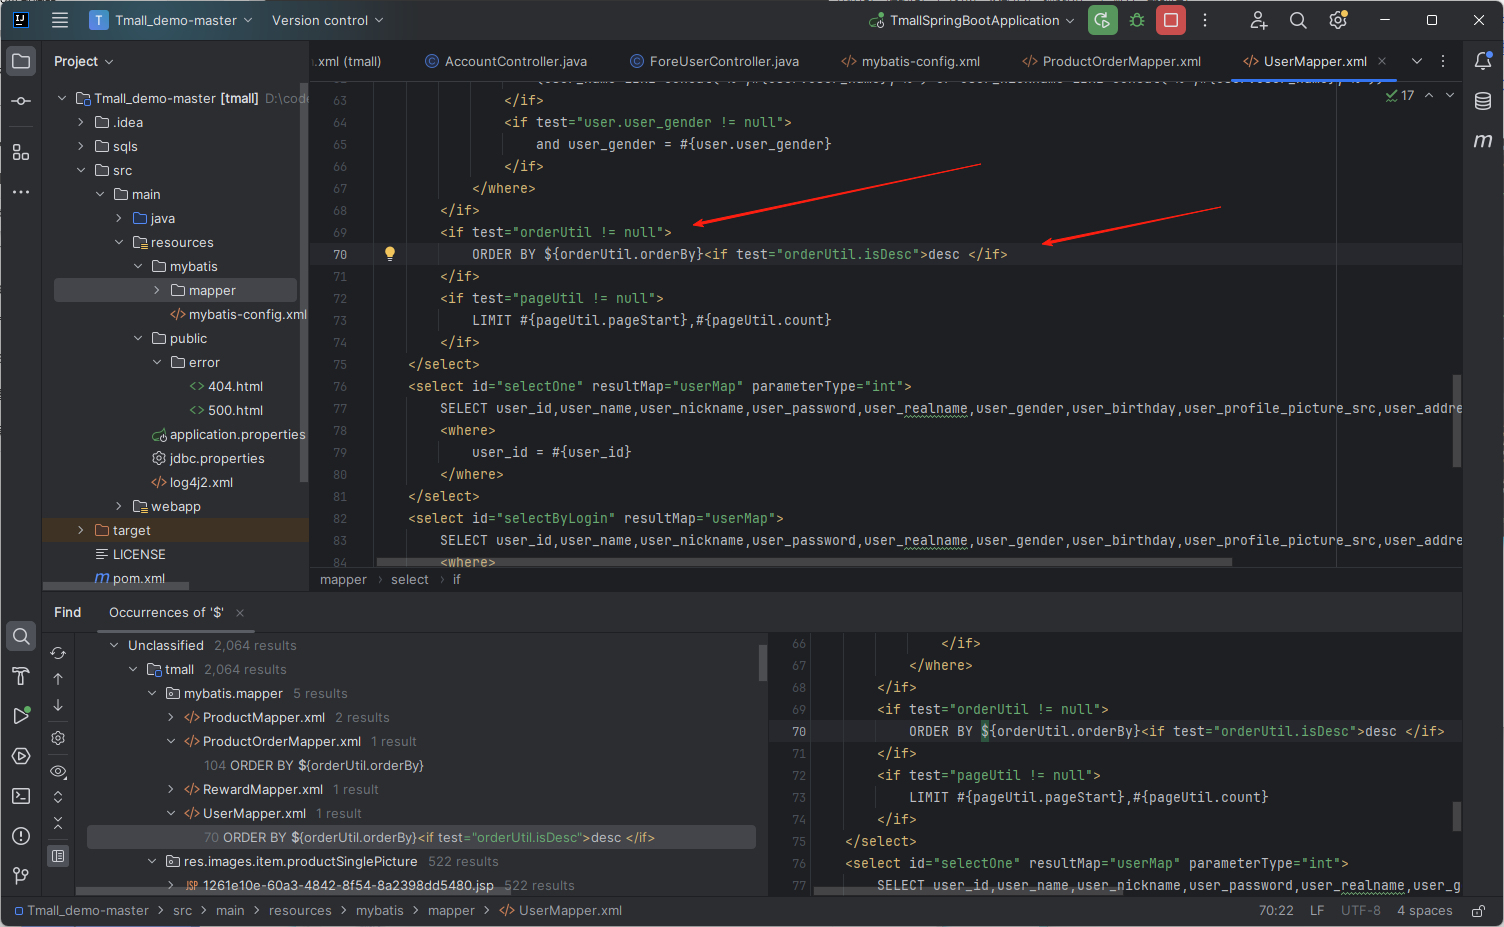 Tmall_demo-master Version control TmallSpringBootApplication
Project .xml (tmall) AccountController.java ForeUserController.java mybatis-config.xml ProductOrderMapper.xml UserMapper.xml
17
Tmall_demo-master [tmall] D:\cod
.idea
sqls
src
main
java
resources
mybatis
mapper
mybatis-config.xml
public
error
404.html
500.html
application.properties
jdbc.properties
log4j2.xml
webapp
target
LICENSE
pom.xml
63 </if>
64 <if test="user.user_gender != null">
65 and user_gender = #{user.user_gender}
66 </if>
67 </where>
68 </if>
69 <if test="orderUtil != null">
70 ORDER BY ${orderUtil.orderBy}<if test="orderUtil.isDesc">desc </if>
71 </if>
72 <if test="pageUtil != null">
73 LIMIT #{pageUtil.pageStart},#{pageUtil.count}
74 </if>
75 </select>
76 <select id="selectOne" resultMap="userMap" parameterType="int">
77 SELECT user_id,user_name,user_nickname,user_password,user_realname,user_gender,user_birthday,user_profile_picture_src,user_addre
78 <where>
79 user_id = #{user_id}
80 </where>
81 </select>
82 <select id="selectByLogin" resultMap="userMap">
83 SELECT user_id,user_name,user_nickname,user_password,user_realname,user_gender,user_birthday,user_profile_picture_src,user_addre
84 <where>
mapper select if
Find Occurrences of '$'
Unclassified 2,064 results
tmall 2,064 results
mybatis.mapper 5 results
ProductMapper.xml 2 results
ProductOrderMapper.xml 1 result
104 ORDER BY ${orderUtil.orderBy}
RewardMapper.xml 1 result
UserMapper.xml 1 result
70 ORDER BY ${orderUtil.orderBy}<if test="orderUtil.isDesc">desc </if>
res.images.item.productSinglePicture 522 results
JSP 1261e10e-60a3-4842-8f54-8a2398dd5480.jsp 522 results
66 </if>
67 </where>
68 </if>
69 <if test="orderUtil != null">
70 ORDER BY ${orderUtil.orderBy}<if test="orderUtil.isDesc">desc </if>
71 </if>
72 <if test="pageUtil != null">
73 LIMIT #{pageUtil.pageStart},#{pageUtil.count}
74 </if>
75 </select>
76 <select id="selectOne" resultMap="userMap" parameterType="int">
77 SELECT user_id,user_name,user_nickname,user_password,user_realname,user_g
Tmall_demo-master src main resources mybatis mapper UserMapper.xml 70:22 LF UTF-8 4 spaces